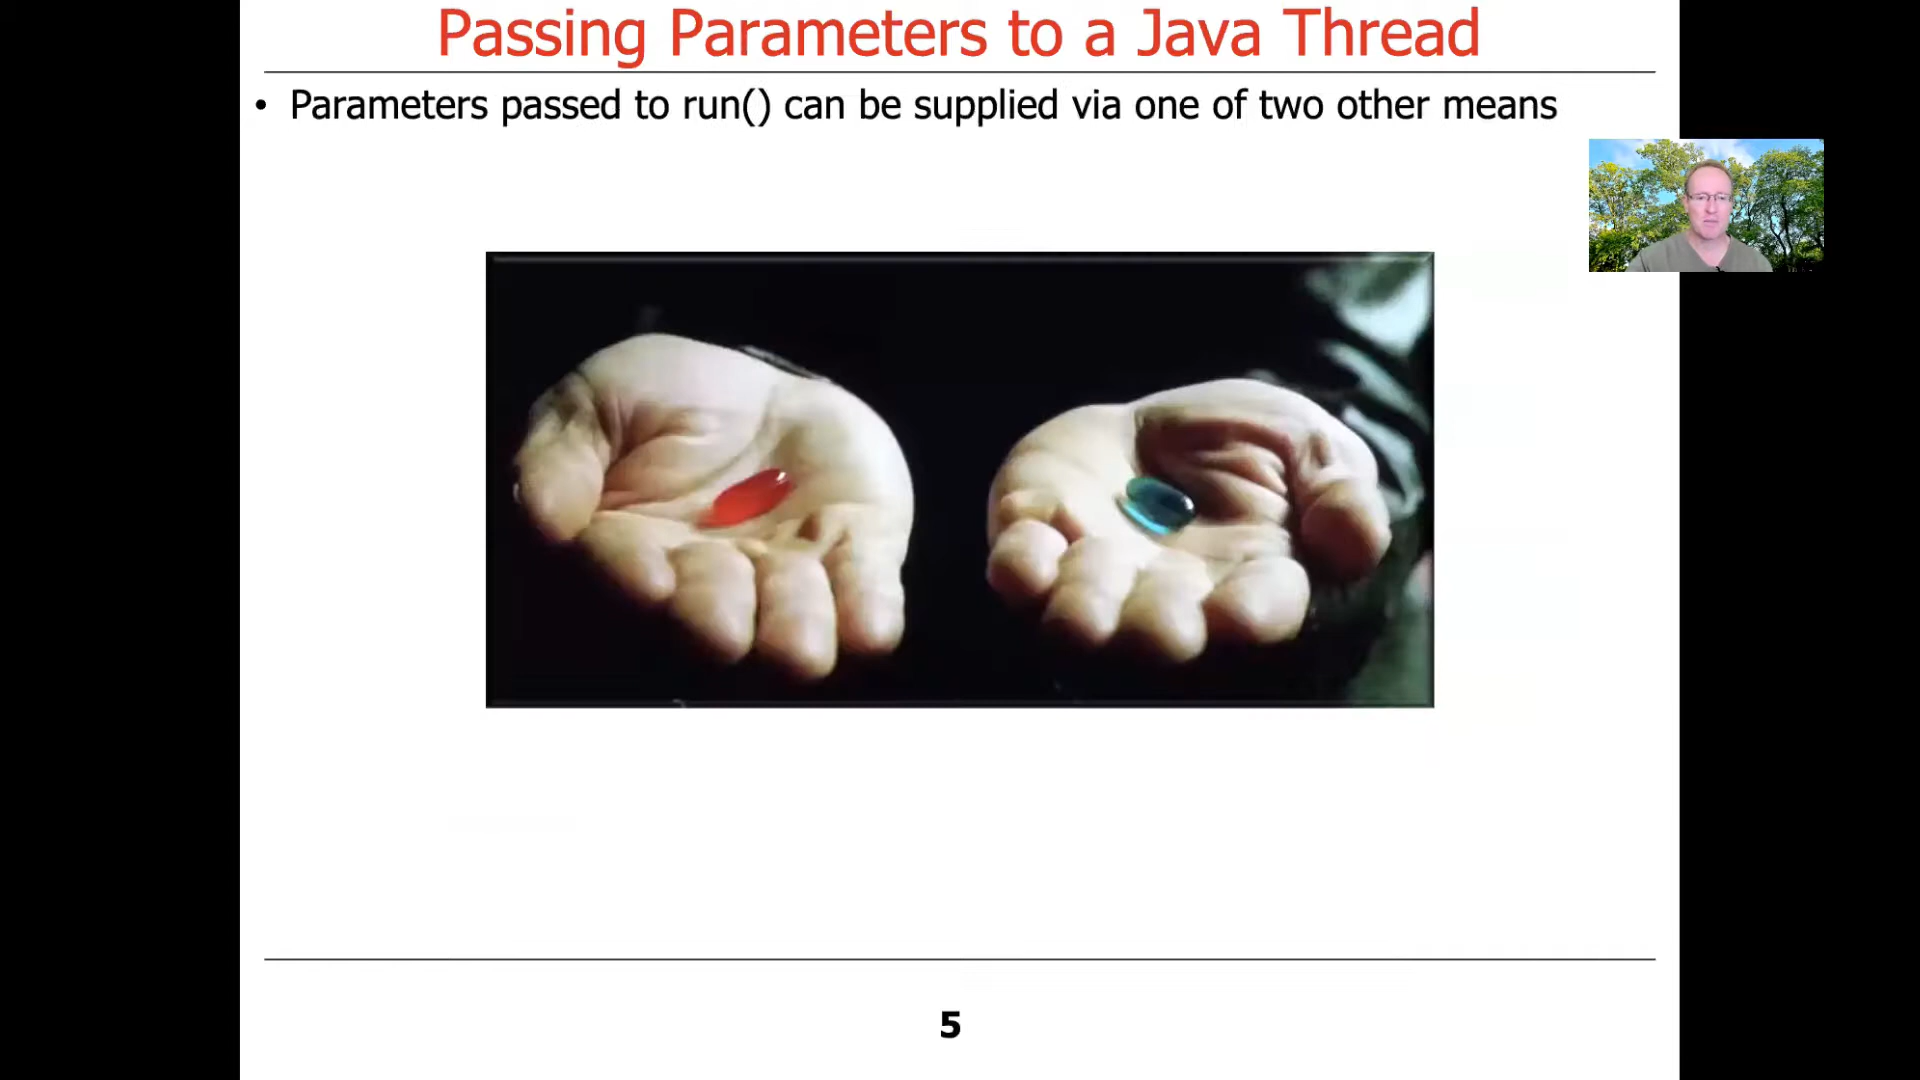 Passing Parameters to a Java Thread
• Parameters passed to run() can be supplied via one of two other means
5